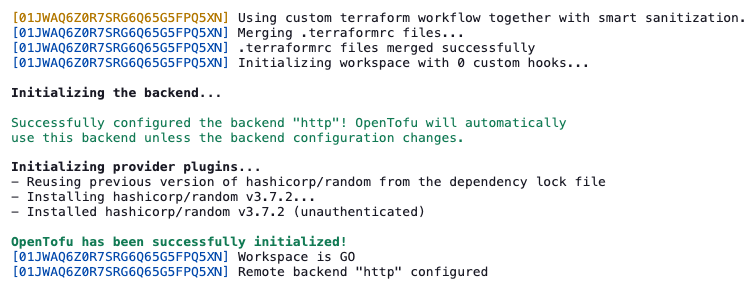 [01JWAQ6Z0R7SRG6Q65G5FPQ5XN] Using custom terraform workflow together with smart sanitization.
[01JWAQ6Z0R7SRG6Q65G5FPQ5XN] Merging .terraformrc files...
[01JWAQ6Z0R7SRG6Q65G5FPQ5XN] .terraformrc files merged successfully
[01JWAQ6Z0R7SRG6Q65G5FPQ5XN] Initializing workspace with 0 custom hooks...
Initializing the backend...
Successfully configured the backend "http"! OpenTofu will automatically
use this backend unless the backend configuration changes.
Initializing provider plugins...
– Reusing previous version of hashicorp/random from the dependency lock file
– Installing hashicorp/random v3.7.2...
– Installed hashicorp/random v3.7.2 (unauthenticated)
OpenTofu has been successfully initialized!
[01JWAQ6Z0R7SRG6Q65G5FPQ5XN] Workspace is GO
[01JWAQ6Z0R7SRG6Q65G5FPQ5XN] Remote backend "http" configured